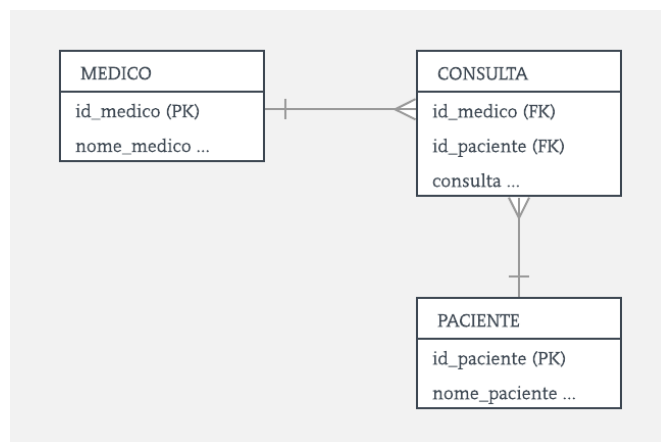 MEDICO
id_medico (PK)
nome_medico ...
CONSULTA
id_medico (FK)
id_paciente (FK)
consulta ...
PACIENTE
id_paciente (PK)
nome_paciente ...